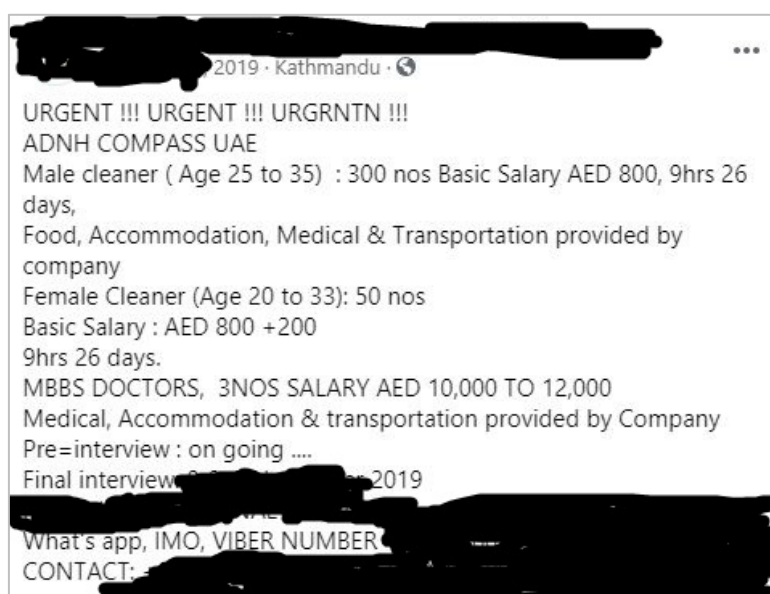 2019 · Kathmandu ·
URGENT !!! URGENT !!! URGRNTN !!!
ADNH COMPASS UAE
Male cleaner ( Age 25 to 35)  : 300 nos Basic Salary AED 800, 9hrs 26
days,
Food, Accommodation, Medical & Transportation provided by
company
Female Cleaner (Age 20 to 33): 50 nos
Basic Salary : AED 800 +200
9hrs 26 days.
MBBS DOCTORS,  3NOS SALARY AED 10,000 TO 12,000
Medical, Accommodation & transportation provided by Company
Pre=interview : on going ....
Final interview 2019
What's app, IMO, VIBER NUMBER
CONTACT: